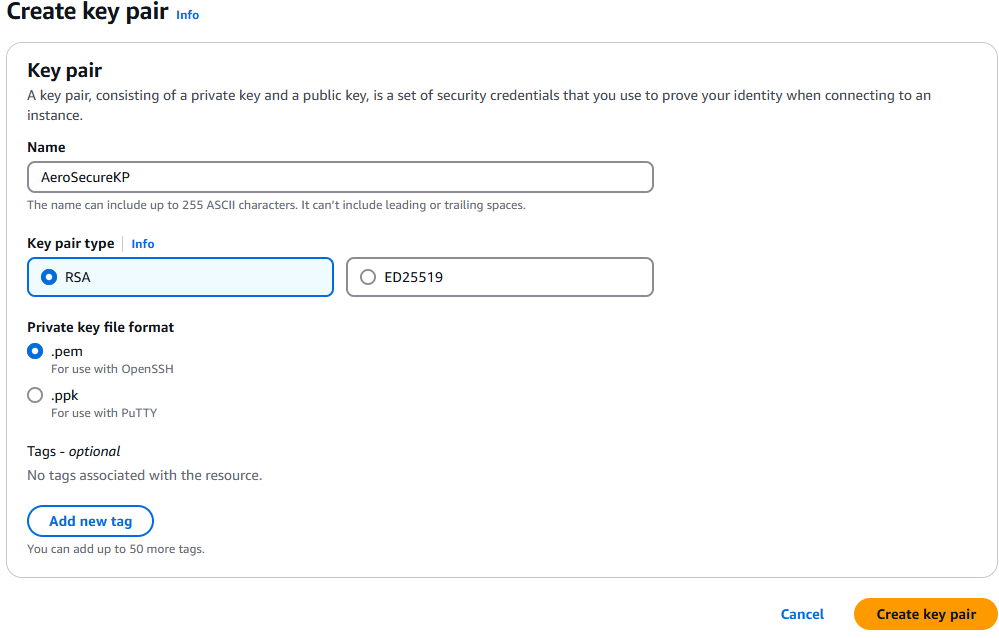 Create key pair Info
Key pair
A key pair, consisting of a private key and a public key, is a set of security credentials that you use to prove your identity when connecting to an
instance.
Name
AeroSecureKP
The name can include up to 255 ASCII characters. It can't include leading or trailing spaces.
Key pair type Info
RSA ED25519
Private key file format
.pem
For use with OpenSSH
.ppk
For use with PuTTY
Tags - optional
No tags associated with the resource.
Add new tag
You can add up to 50 more tags.
Cancel Create key pair